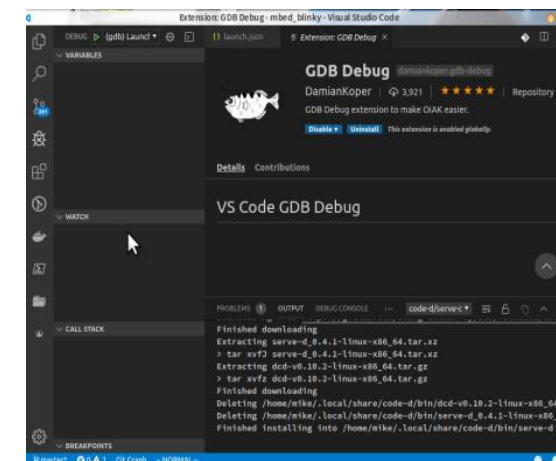 Extension: GDB Debug - mbed_blinky - Visual Studio Code
DEBUG (gdb) Launcl
{} launch.json
Extension: GDB Debug ×
VARIABLES
WATCH
CALL STACK
BREAKPOINTS
GDB Debug damiankoper.gdb-debug
DamianKoper 3,921 ★★★★★ Repository
GDB Debug extension to make OiAK easier.
Disable Uninstall This extension is enabled globally.
Details Contributions
VS Code GDB Debug
PROBLEMS 1 OUTPUT DEBUG CONSOLE ··· code-d/serve-c
Finished downloading
Extracting serve-d_0.4.1-linux-x86_64.tar.xz
> tar xvfJ serve-d_0.4.1-linux-x86_64.tar.xz
Extracting dcd-v0.10.2-linux-x86_64.tar.gz
> tar xvfz dcd-v0.10.2-linux-x86_64.tar.gz
Finished downloading
Deleting /home/mike/.local/share/code-d/bin/dcd-v0.10.2-linux-x86_64
Deleting /home/mike/.local/share/code-d/bin/serve-d_0.4.1-linux-x86_
Finished installing into /home/mike/.local/share/code-d/bin/serve-d
master* 0 1 Git Graph -- NORMAL --